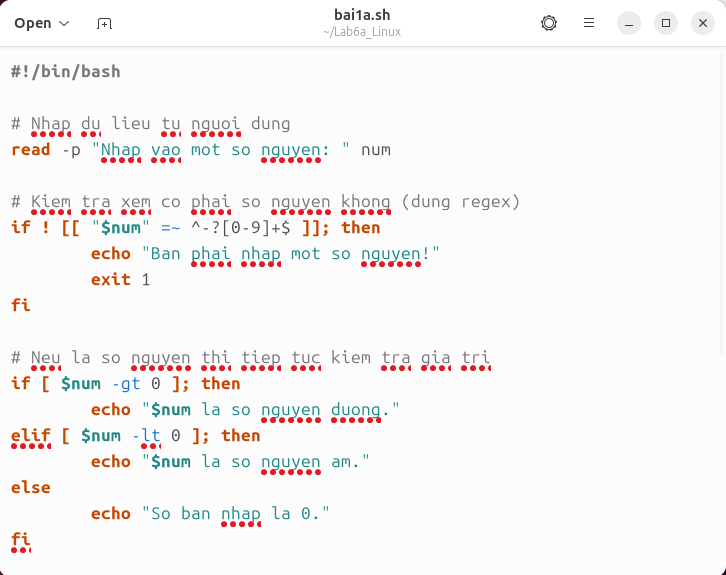 Open
bai1a.sh
~/Lab6a_Linux
#!/bin/bash
# Nhap du lieu tu nguoi dung
read -p "Nhap vao mot so nguyen: " num
# Kiem tra xem co phai so nguyen khong (dung regex)
if ! [[ "$num" =~ ^-?[0-9]+$ ]]; then
echo "Ban phai nhap mot so nguyen!"
exit 1
fi
# Neu la so nguyen thi tiep tuc kiem tra gia tri
if [ $num -gt 0 ]; then
echo "$num la so nguyen duong."
elif [ $num -lt 0 ]; then
echo "$num la so nguyen am."
else
echo "So ban nhap la 0."
fi